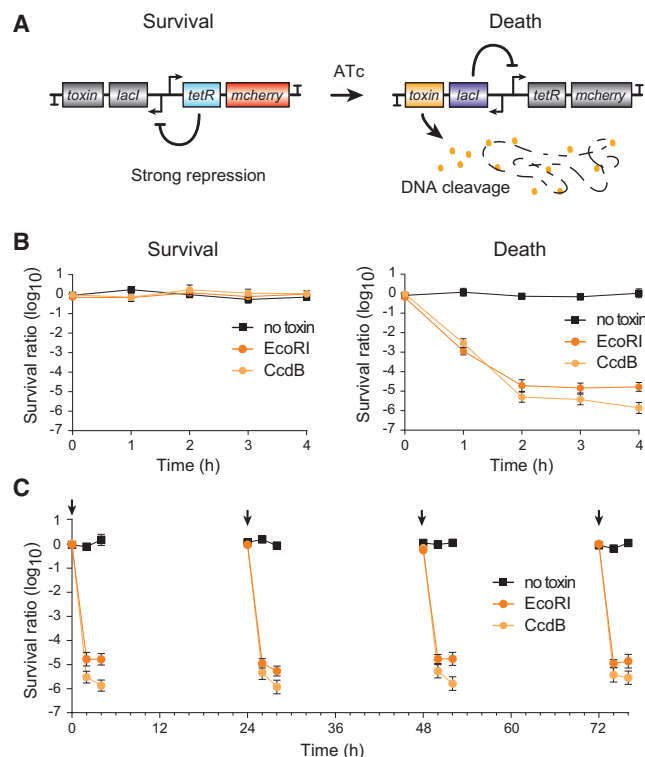 A
Survival
Death
toxin
lacI
tetR
mcherry
ATc
toxin
lacI
tetR
mcherry
Strong repression
DNA cleavage
B
Survival
Death
Survival ratio (log10)
1
0
-1
-2
-3
-4
-5
-6
-7
no toxin
EcoRI
CcdB
0 1 2 3 4
Time (h)
Survival ratio (log10)
1
0
-1
-2
-3
-4
-5
-6
-7
no toxin
EcoRI
CcdB
0 1 2 3 4
Time (h)
C
Survival ratio (log10)
1
0
-1
-2
-3
-4
-5
-6
-7
no toxin
EcoRI
CcdB
0 12 24 36 48 60 72
Time (h)